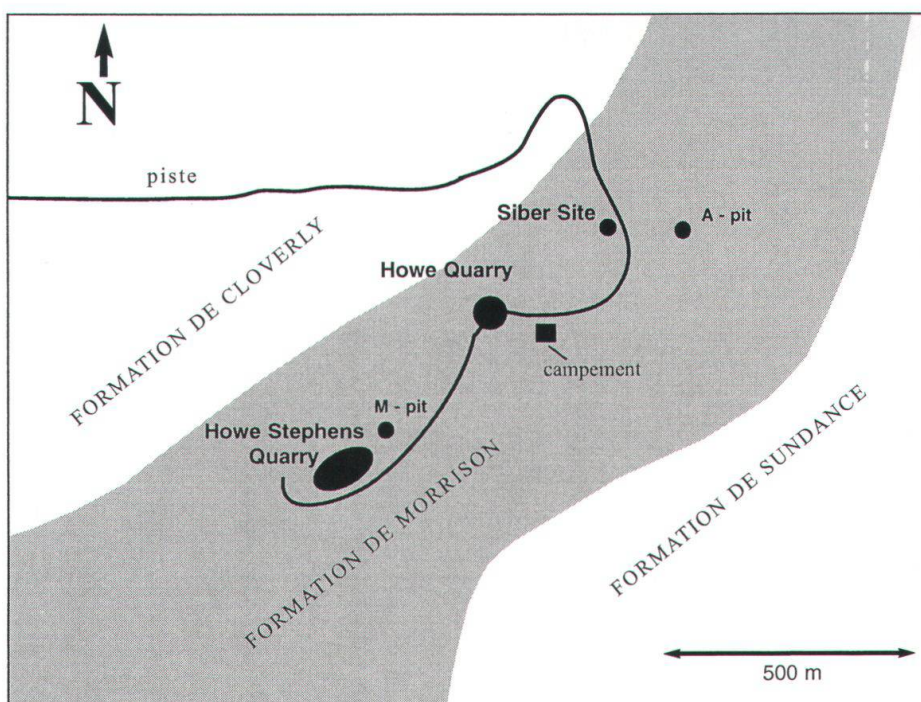 N
piste
Siber Site
A - pit
Howe Quarry
FORMATION DE CLOVERLY
campement
M - pit
Howe Stephens
Quarry
FORMATION DE MORRISON
FORMATION DE SUNDANCE
500 m